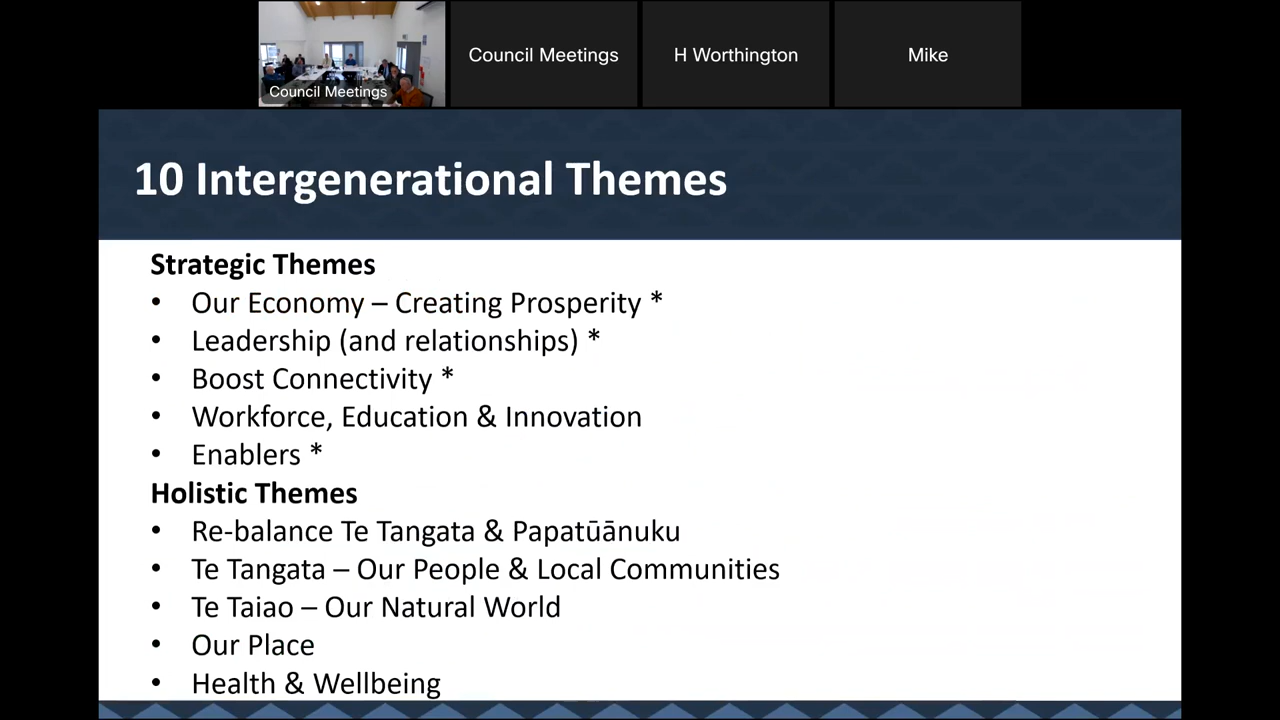 Council Meetings
Council Meetings
H Worthington
Mike
10 Intergenerational Themes
Strategic Themes
• Our Economy – Creating Prosperity *
• Leadership (and relationships) *
• Boost Connectivity *
• Workforce, Education & Innovation
• Enablers *
Holistic Themes
• Re-balance Te Tangata & Papatūānuku
• Te Tangata – Our People & Local Communities
• Te Taiao – Our Natural World
• Our Place
• Health & Wellbeing